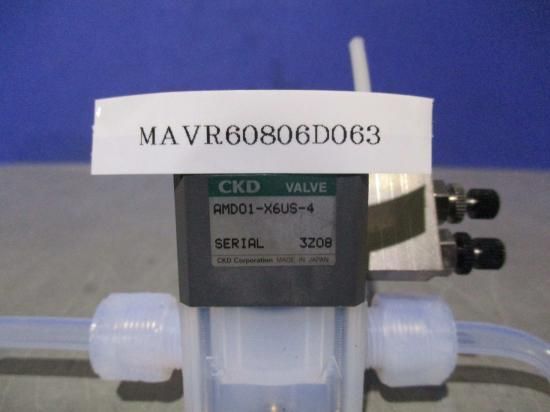 MAVR60806D063
CKD VALVE
AMD01-X6US-4
SERIAL 3Z08
CKD Corporation MADE IN JAPAN